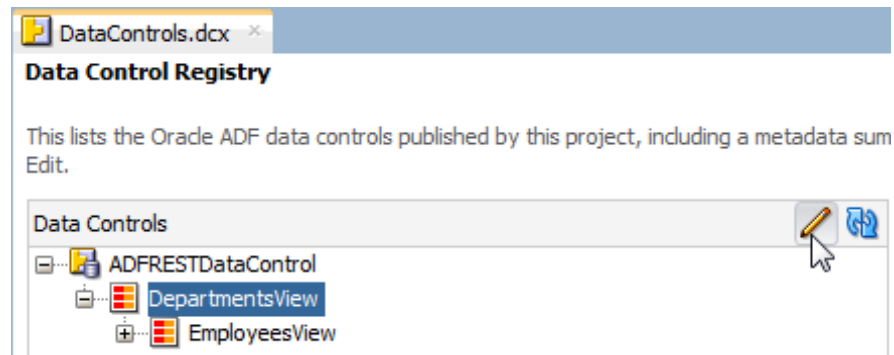 DataControls.dcx
Data Control Registry
This lists the Oracle ADF data controls published by this project, including a metadata sum
Edit.
Data Controls
ADFRESTDataControl
DepartmentsView
EmployeesView